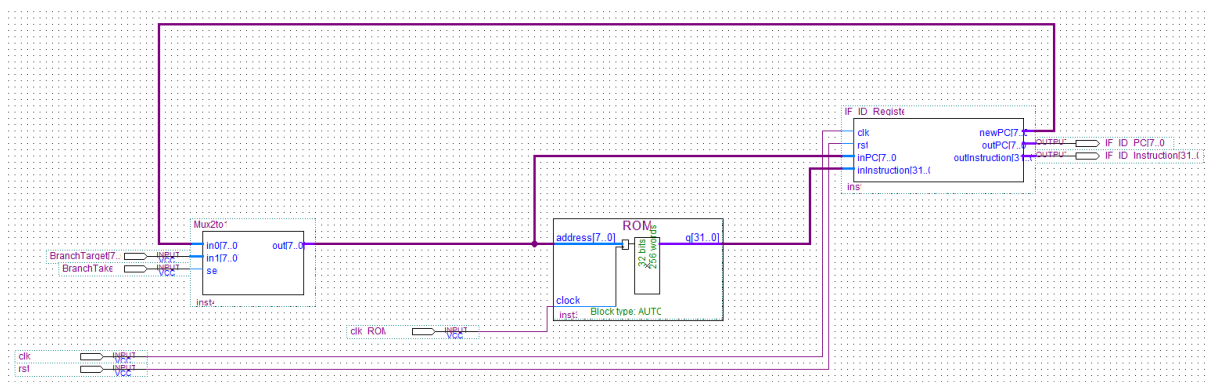 IF_ID_Registe
clk
rst
inPC[7..0
inInstruction[31..(
newPC[7..0
outPC[7..0
outInstruction[31..(
inst
OUTPUT
IF_ID_PC[7..0
OUTPUT
IF_ID_Instruction[31..(
Mux2to1
in0[7..0
in1[7..0
se
out[7..0
inst4
BranchTarget[7..
INPUT
VCC
BranchTake
INPUT
VCC
ROM
address[7..0
clock
q[31..0
32 bits
256 words
Block type: AUTO
clk_ROM
INPUT
VCC
clk
INPUT
VCC
rst
INPUT
VCC